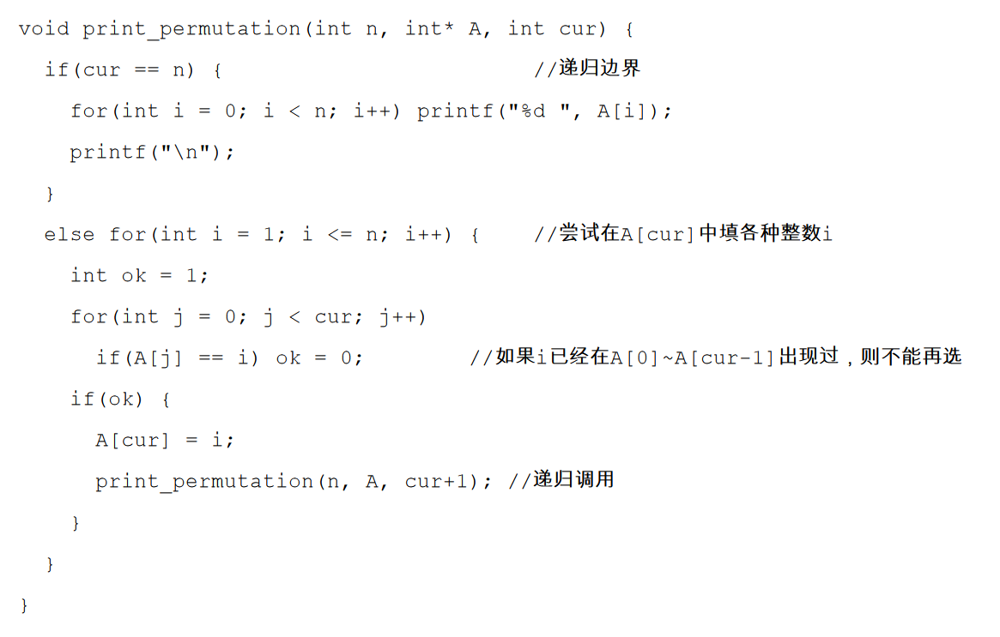 void print_permutation(int n, int* A, int cur) {
if(cur == n) { //递归边界
for(int i = 0; i < n; i++) printf("%d ", A[i]);
printf("\n");
}
else for(int i = 1; i <= n; i++) { //尝试在A[cur]中填各种整数i
int ok = 1;
for(int j = 0; j < cur; j++)
if(A[j] == i) ok = 0; //如果i已经在A[0]~A[cur-1]出现过，则不能再选
if(ok) {
A[cur] = i;
print_permutation(n, A, cur+1); //递归调用
}
}
}